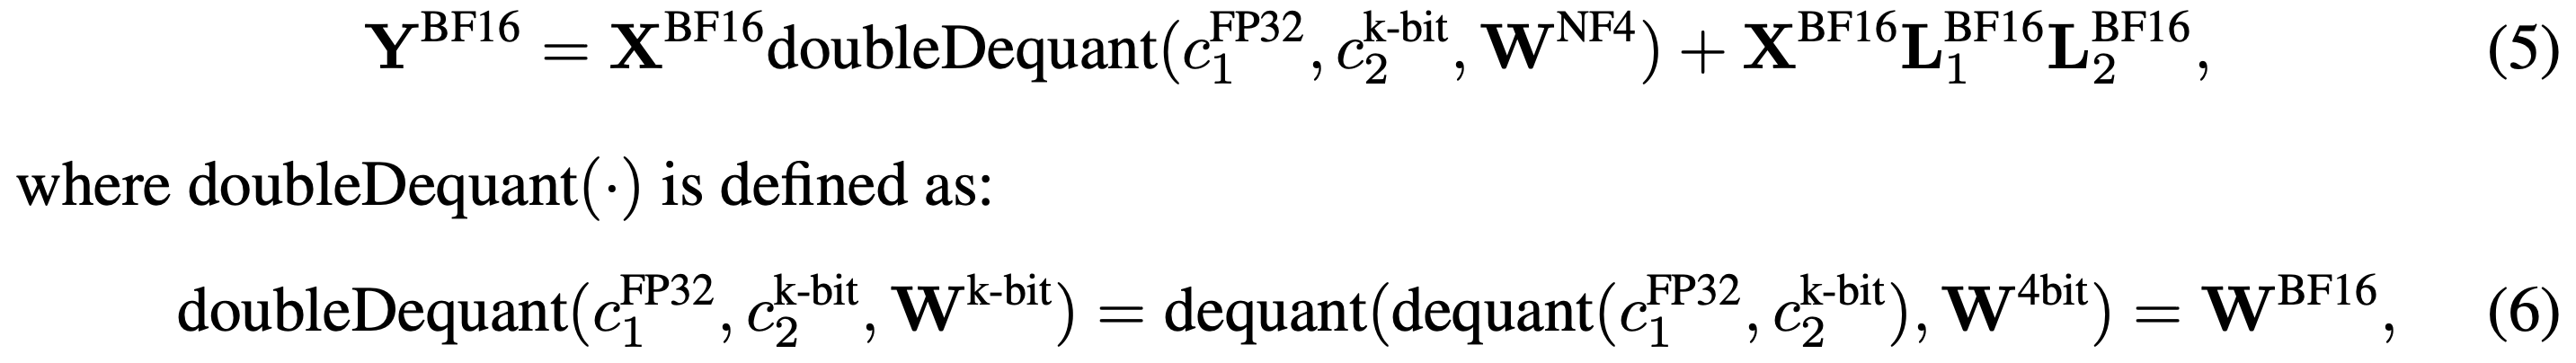 Y^BF16 = X^BF16 doubleDequant(c_1^FP32, c_2^k-bit, W^NF4) + X^BF16 L_1^BF16 L_2^BF16, (5)
where doubleDequant(·) is defined as:
doubleDequant(c_1^FP32, c_2^k-bit, W^k-bit) = dequant(dequant(c_1^FP32, c_2^k-bit), W^4bit) = W^BF16, (6)